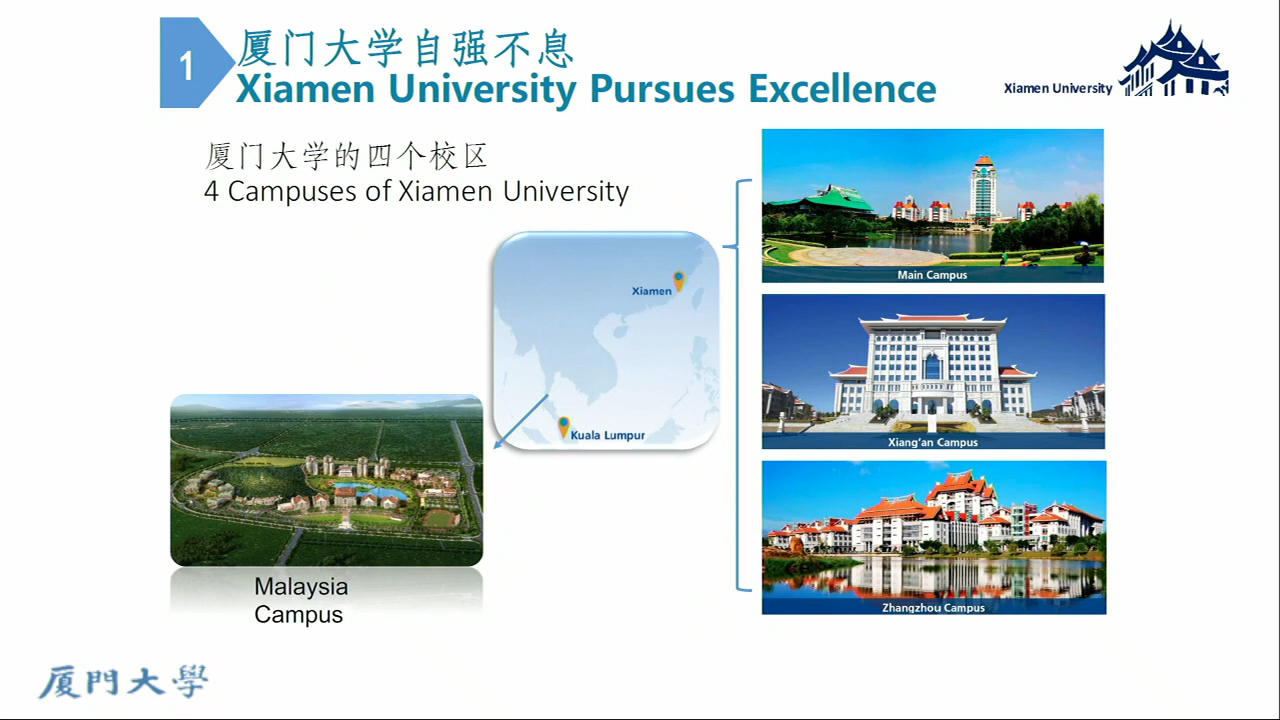 1
厦门大学自强不息
Xiamen University Pursues Excellence
Xiamen University
厦门大学的四个校区
4 Campuses of Xiamen University
Main Campus
Xiamen
Kuala Lumpur
Xiang'an Campus
Zhangzhou Campus
Malaysia
Campus
厦門大學